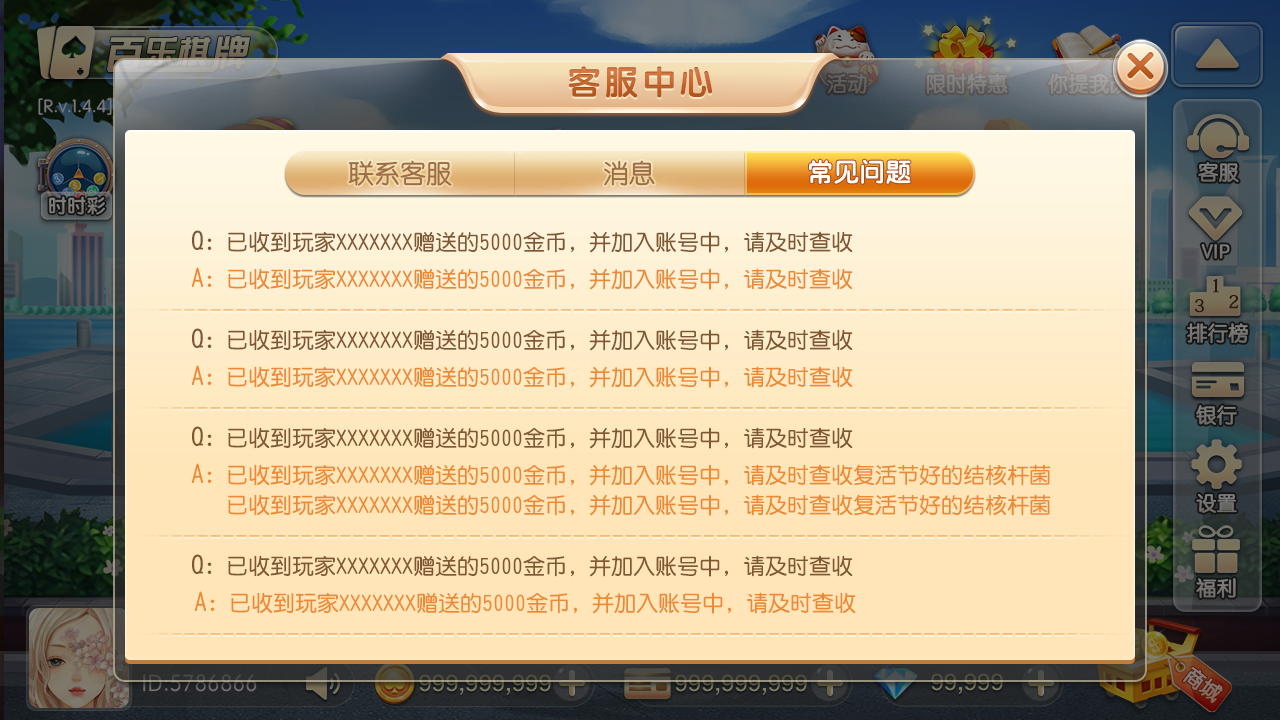 百乐棋牌
[R.v.1.4.4]
活动
限时特惠
你提我
客服中心
联系客服
消息
常见问题
Q：已收到玩家XXXXXXX赠送的5000金币，并加入账号中，请及时查收
A：已收到玩家XXXXXXX赠送的5000金币，并加入账号中，请及时查收
Q：已收到玩家XXXXXXX赠送的5000金币，并加入账号中，请及时查收
A：已收到玩家XXXXXXX赠送的5000金币，并加入账号中，请及时查收
Q：已收到玩家XXXXXXX赠送的5000金币，并加入账号中，请及时查收
A：已收到玩家XXXXXXX赠送的5000金币，并加入账号中，请及时查收复活节好的结核杆菌
已收到玩家XXXXXXX赠送的5000金币，并加入账号中，请及时查收复活节好的结核杆菌
Q：已收到玩家XXXXXXX赠送的5000金币，并加入账号中，请及时查收
A：已收到玩家XXXXXXX赠送的5000金币，并加入账号中，请及时查收
时时彩
客服
VIP
1
3 2
排行榜
银行
设置
福利
ID.5786866
999,999,999
999,999,999
99,999
商城